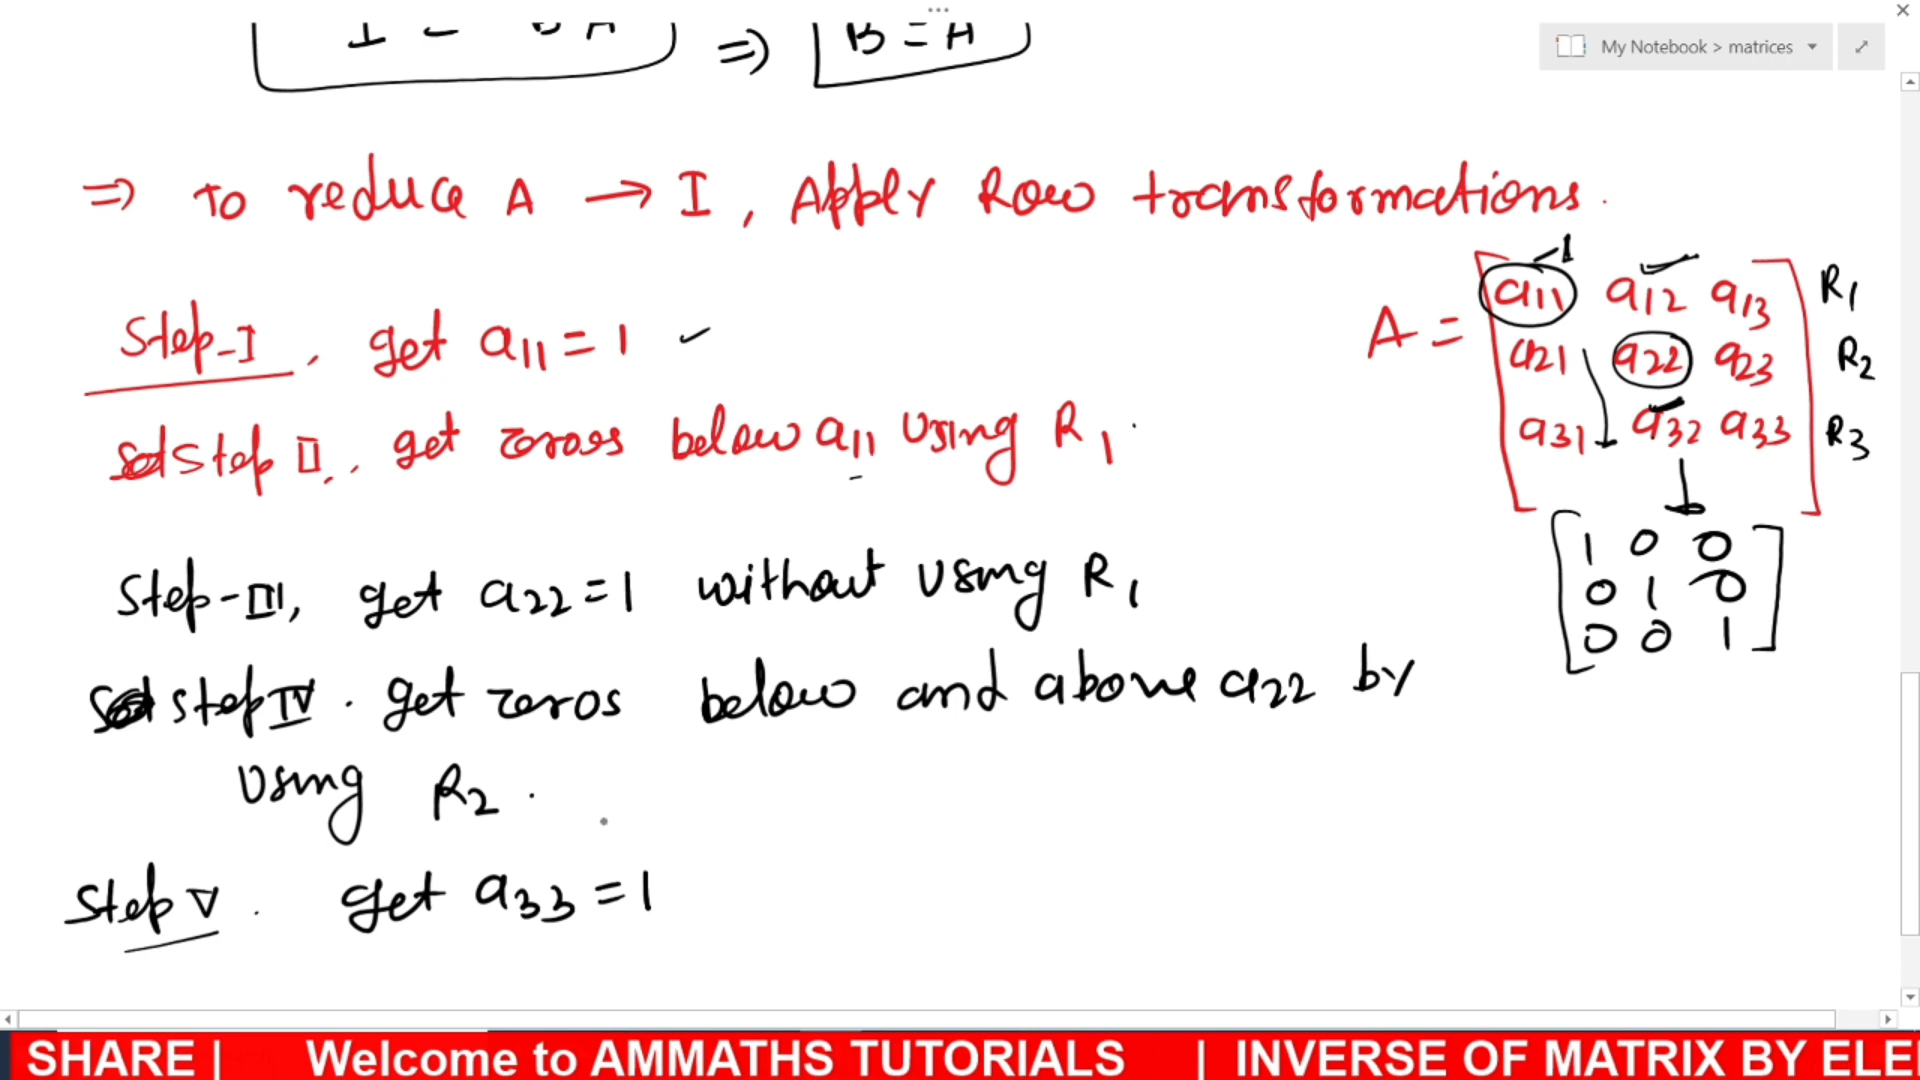 ⇒ B = A
My Notebook > matrices
⇒ To reduce A → I, Apply Row transformations.
Step-I, get a11 = 1 ✓
Step II, get zeross below a11 using R1.
A = [a11 a12 a13] R1
[a21 a22 a23] R2
[a31 a32 a33] R3
1 0 0
0 1 0
0 0 1
Step-III, get a22 = 1 without using R1
Step IV. get zeros below and above a22 by
using R2.
Step V. get a33 = 1
SHARE | Welcome to AMMATHS TUTORIALS | INVERSE OF MATRIX BY ELE